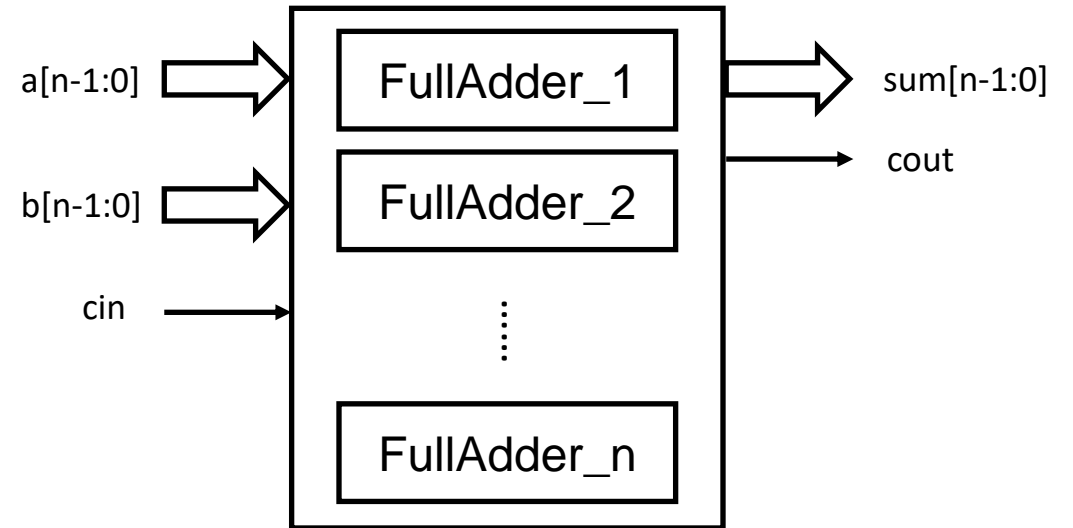 a[n-1:0]
FullAdder_1
sum[n-1:0]
cout
b[n-1:0]
FullAdder_2
cin
FullAdder_n